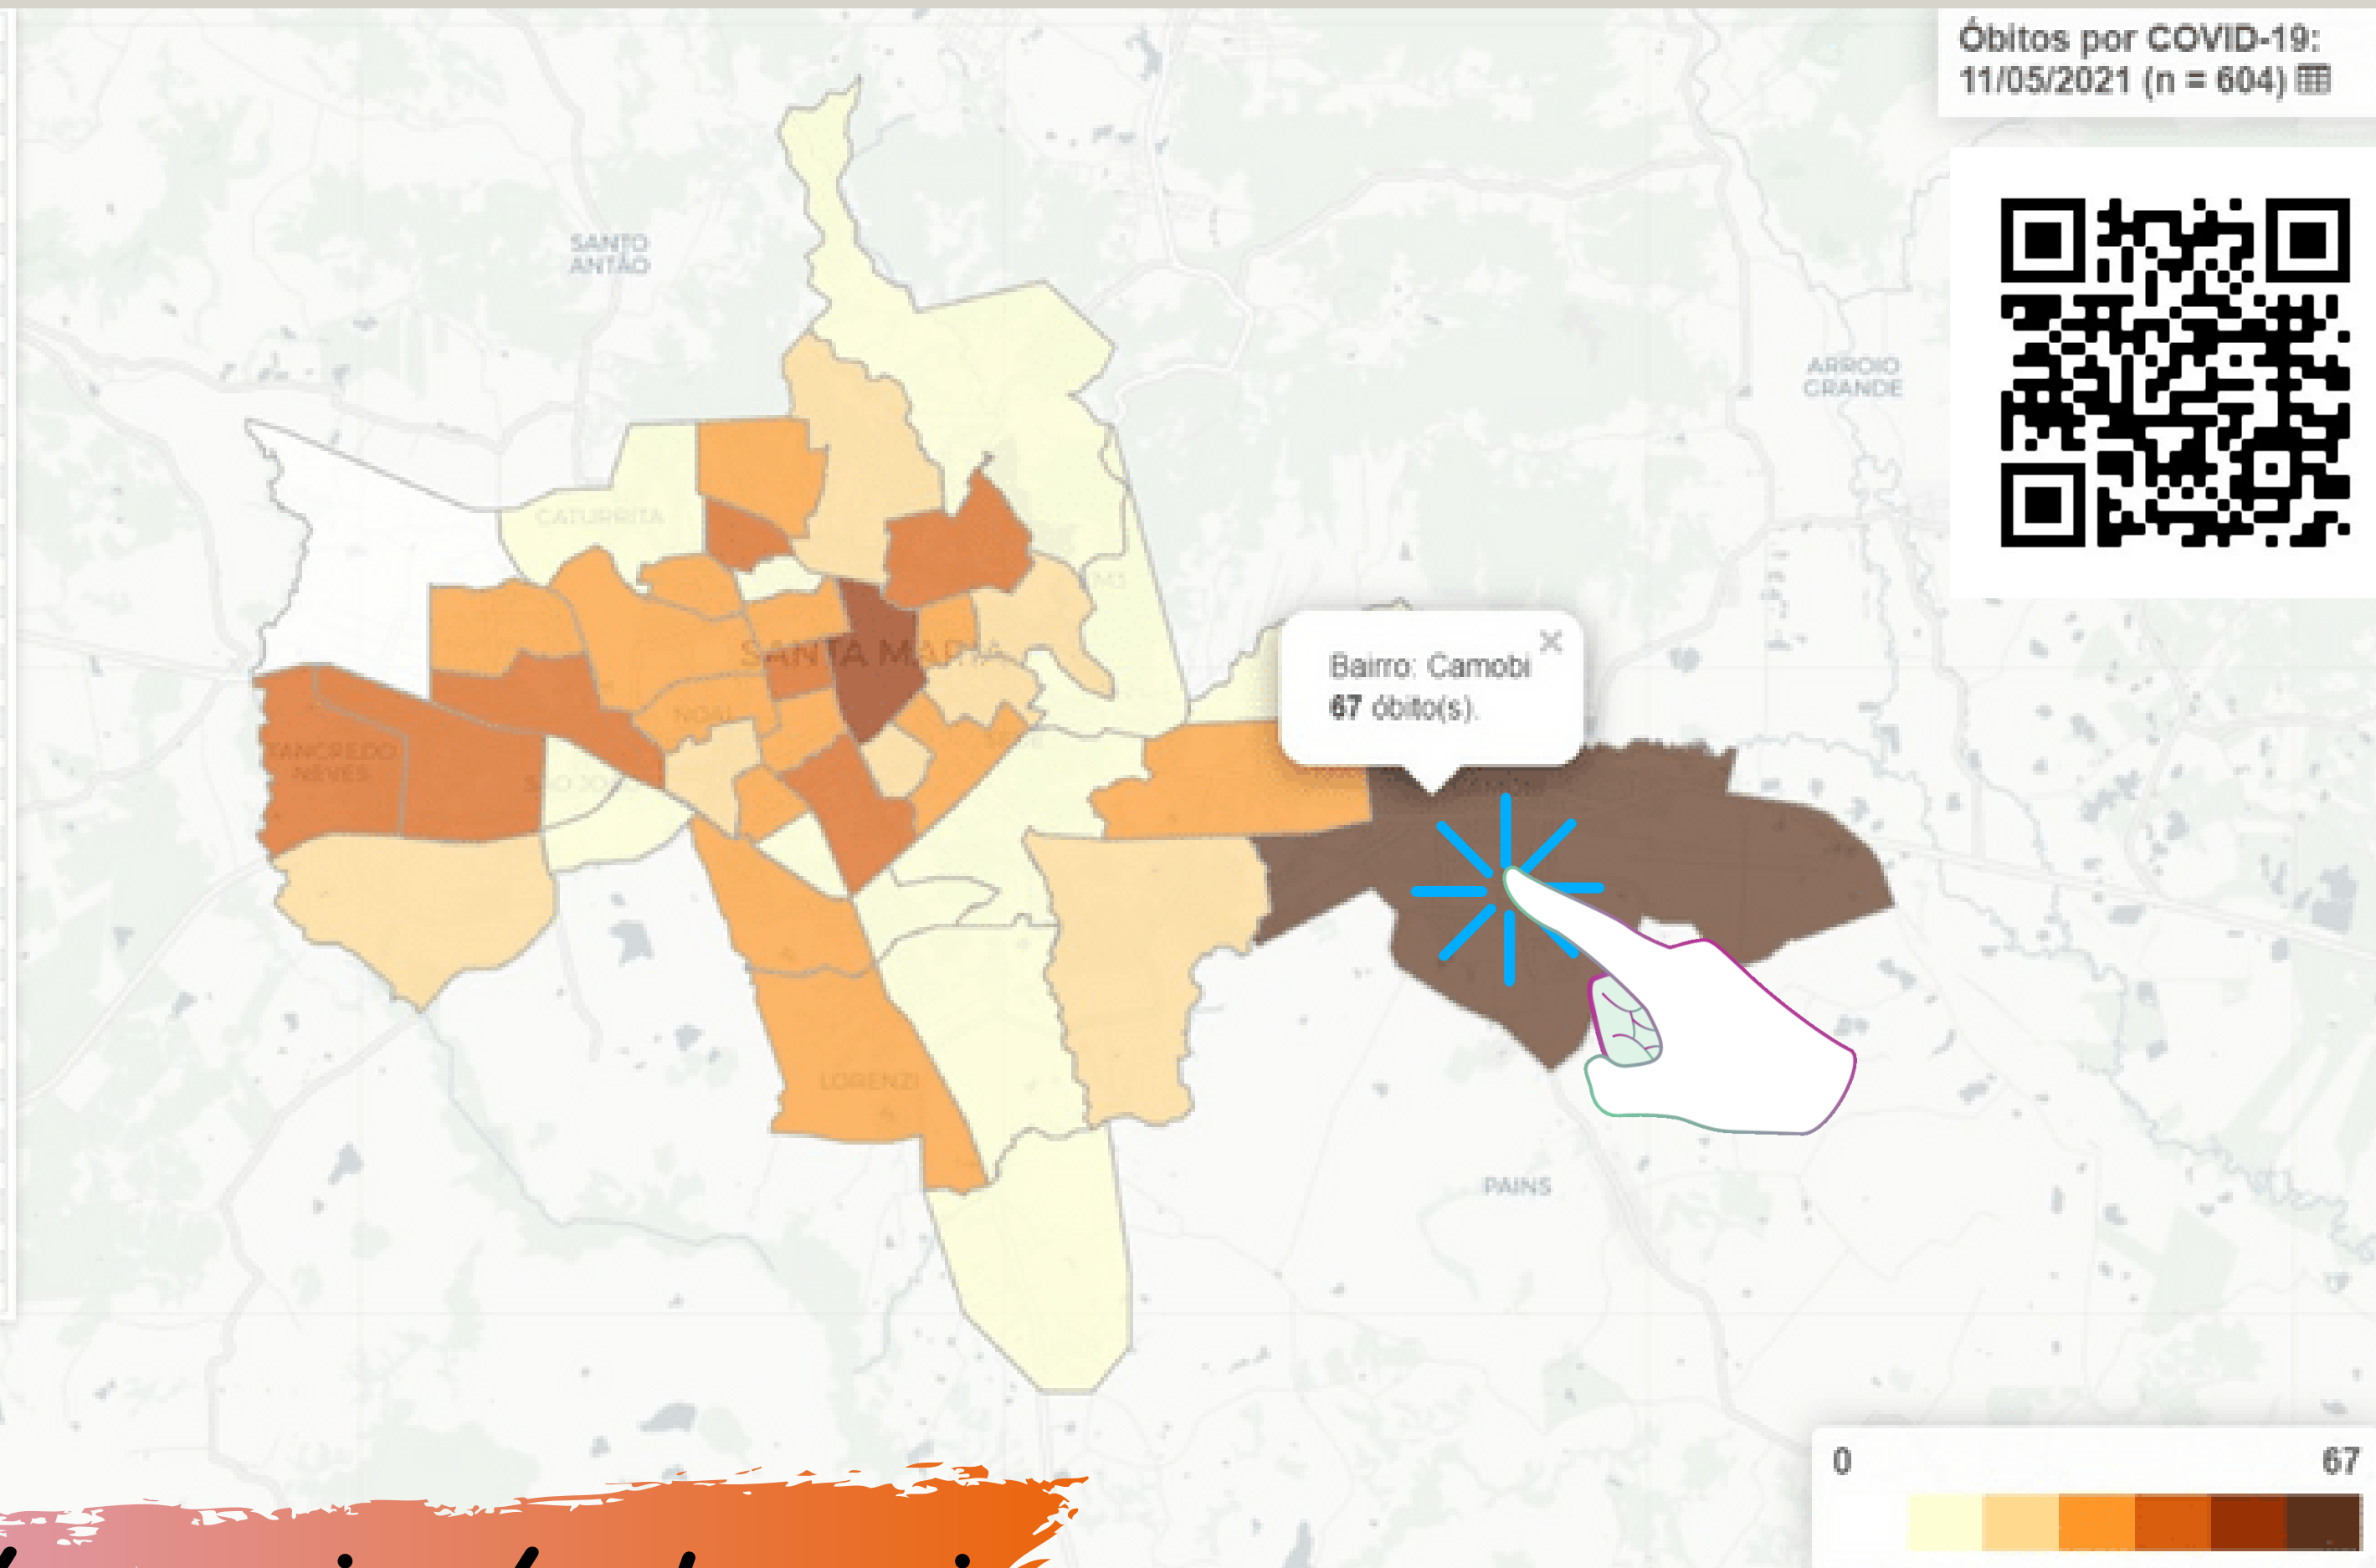 Óbitos por COVID-19:
11/05/2021 (n = 604)
SANTO
ANTÃO
ARROIO
GRANDE
CATURRITA
SANTA MARIA
Bairro: Camobi
67 óbito(s).
NOAL
TANCREDO
NEVES
LORENZI
PAINS
0 67